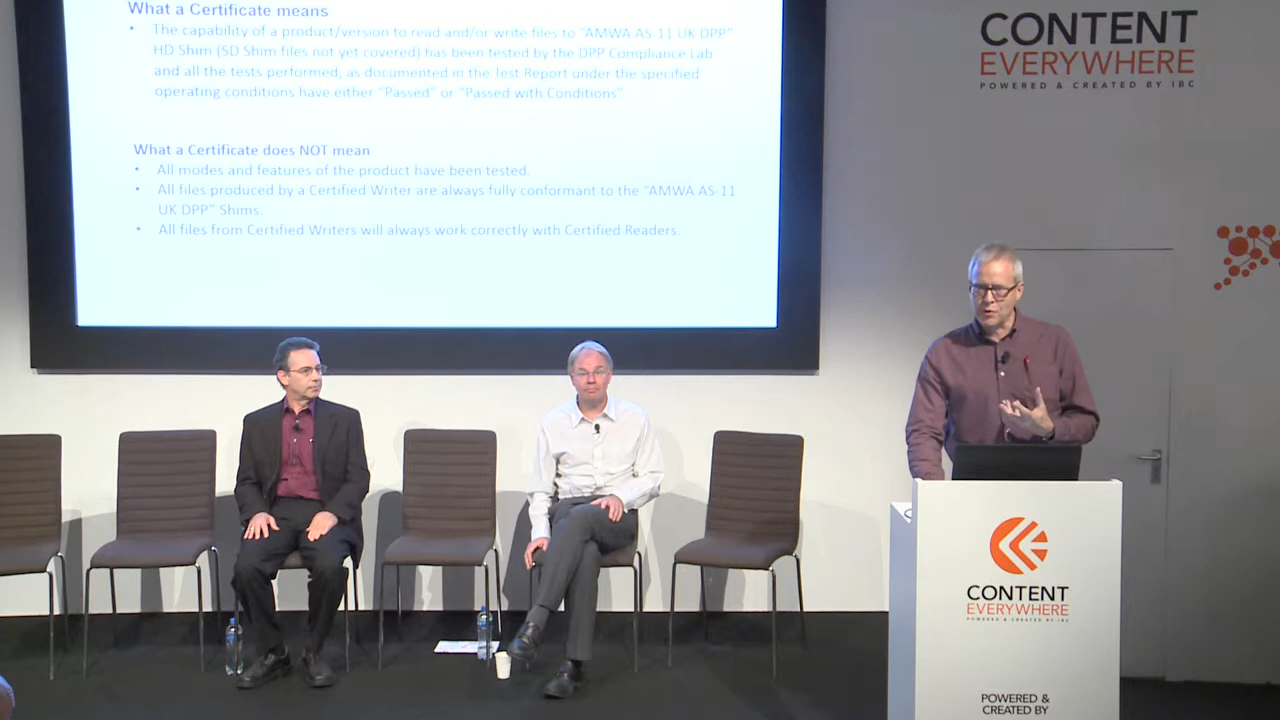 What a Certificate means
• The capability of a product/version to read and/or write files to "AMWA AS-11 UK DPP"
HD Shim (SD Shim files not yet covered) has been tested by the DPP Compliance Lab
and all the tests performed, as documented in the Test Report under the specified
operating conditions have either "Passed" or "Passed with Conditions".
What a Certificate does NOT mean
• All modes and features of the product have been tested.
• All files produced by a Certified Writer are always fully conformant to the "AMWA AS-11
UK DPP" Shims.
• All files from Certified Writers will always work correctly with Certified Readers.
CONTENT
EVERYWHERE
POWERED & CREATED BY IBC
CONTENT
EVERYWHERE
POWERED & CREATED BY IBC
POWERED &
CREATED BY